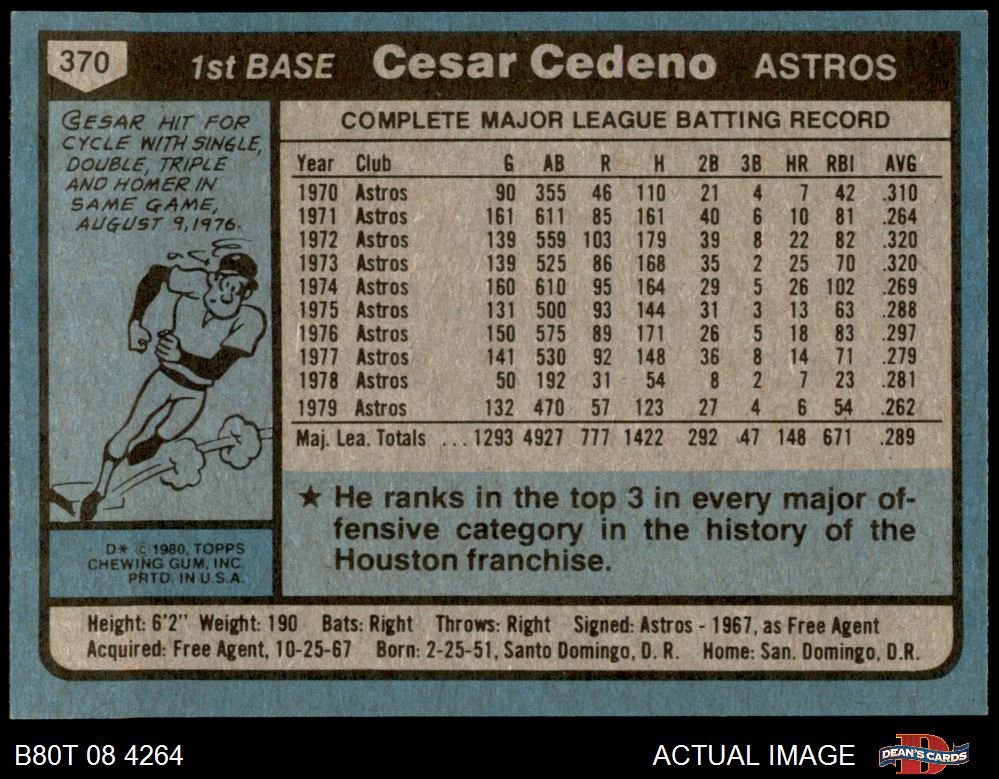 370
1st BASE Cesar Cedeno ASTROS
CESAR HIT FOR
CYCLE WITH SINGLE,
DOUBLE, TRIPLE
AND HOMER IN
SAME GAME,
AUGUST 9, 1976.
COMPLETE MAJOR LEAGUE BATTING RECORD
Year Club G AB R H 2B 3B HR RBI AVG
1970 Astros 90 355 46 110 21 4 7 42 .310
1971 Astros 161 611 85 161 40 6 10 81 .264
1972 Astros 139 559 103 179 39 8 22 82 .320
1973 Astros 139 525 86 168 35 2 25 70 .320
1974 Astros 160 610 95 164 29 5 26 102 .269
1975 Astros 131 500 93 144 31 3 13 63 .288
1976 Astros 150 575 89 171 26 5 18 83 .297
1977 Astros 141 530 92 148 36 8 14 71 .279
1978 Astros 50 192 31 54 8 2 7 23 .281
1979 Astros 132 470 57 123 27 4 6 54 .262
Maj. Lea. Totals ...1293 4927 777 1422 292 47 148 671 .289
★ He ranks in the top 3 in every major of-
fensive category in the history of the
Houston franchise.
D* © 1980, TOPPS
CHEWING GUM, INC.
PRTD. IN U.S.A.
Height: 6'2" Weight: 190 Bats: Right Throws: Right Signed: Astros - 1967, as Free Agent
Acquired: Free Agent, 10-25-67 Born: 2-25-51, Santo Domingo, D. R. Home: San. Domingo, D.R.
B80T 08 4264
ACTUAL IMAGE
DEAN'S CARDS